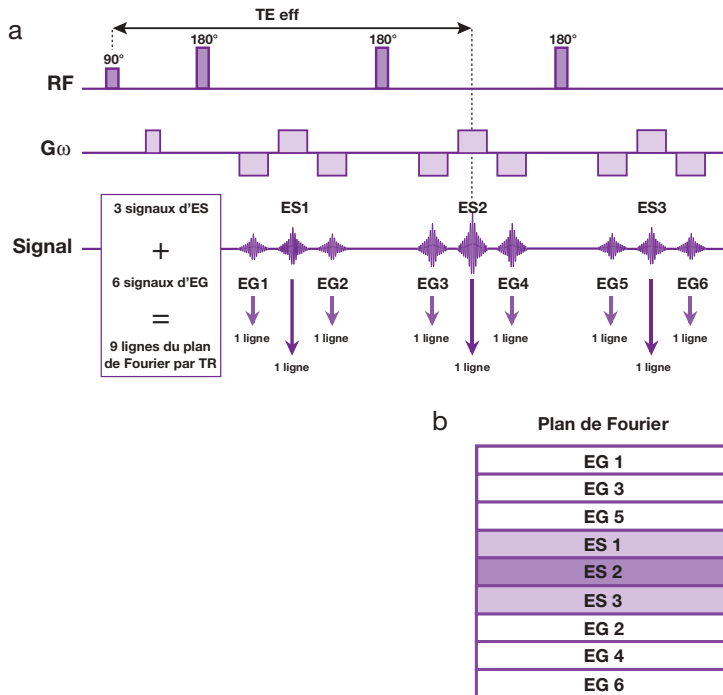 a
TE eff
90°
180°
180°
180°
RF
Gω
Signal
3 signaux d'ES
+
6 signaux d'EG
=
9 lignes du plan
de Fourier par TR
ES1
ES2
ES3
EG1
EG2
EG3
EG4
EG5
EG6
1 ligne
1 ligne
1 ligne
1 ligne
1 ligne
1 ligne
1 ligne
1 ligne
1 ligne
b
Plan de Fourier
EG 1
EG 3
EG 5
ES 1
ES 2
ES 3
EG 2
EG 4
EG 6